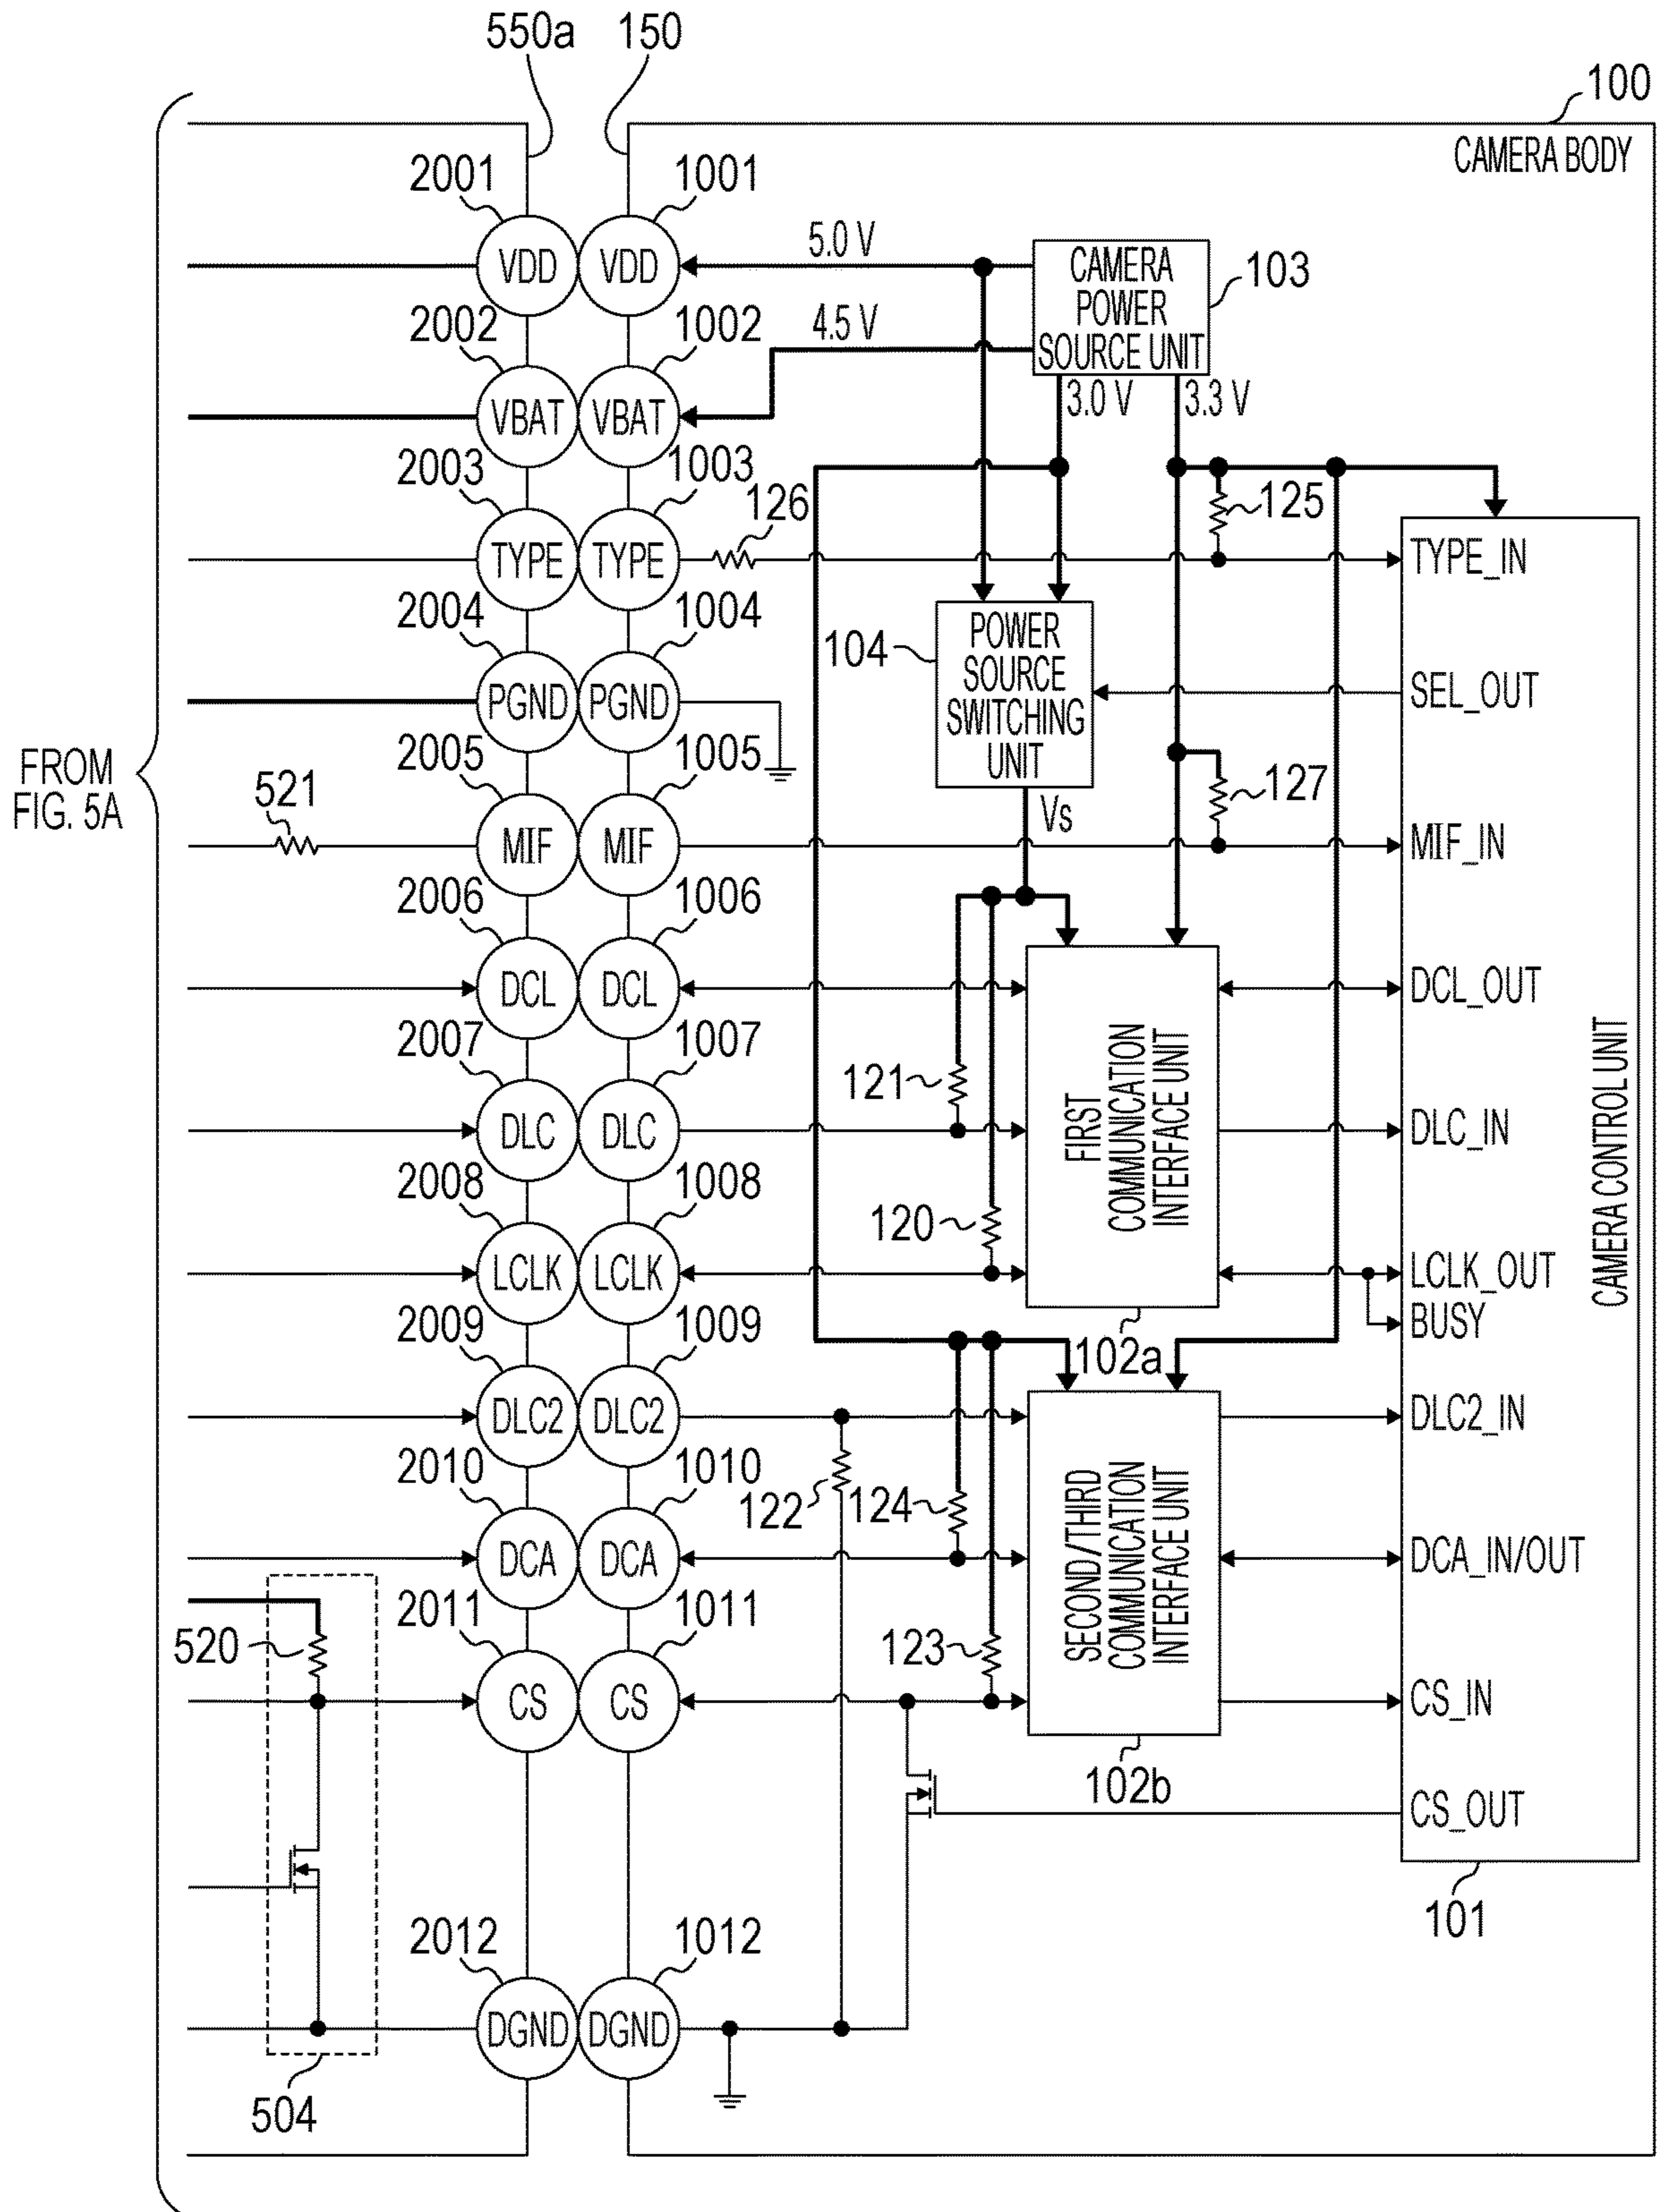 550a 150
100
CAMERA BODY
2001 1001
VDD VDD
5.0 V
CAMERA
POWER
SOURCE UNIT
103
2002 1002
4.5 V
VBAT VBAT
3.0 V 3.3 V
2003 1003
126
125
TYPE TYPE
TYPE_IN
2004 1004
104
POWER
SOURCE
SWITCHING
UNIT
PGND PGND
SEL_OUT
FROM
FIG. 5A
2005 1005
521
127
Vs
MIF MIF
MIF_IN
2006 1006
DCL DCL
DCL_OUT
2007 1007
121
DLC DLC
DLC_IN
FIRST
COMMUNICATION
INTERFACE UNIT
CAMERA CONTROL UNIT
2008 1008
120
LCLK LCLK
LCLK_OUT
BUSY
2009 1009
102a
DLC2 DLC2
DLC2_IN
2010 1010
122 124
SECOND/THIRD
COMMUNICATION
INTERFACE UNIT
DCA DCA
DCA_IN/OUT
2011 1011
520
123
CS CS
CS_IN
102b
CS_OUT
101
2012 1012
DGND DGND
504